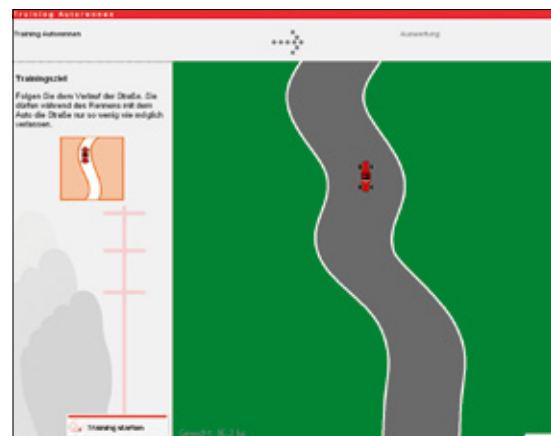 Training Autorennen
Training Autorennen
Auswertung
Trainingsziel
Folgen Sie dem Verlauf der Straße. Sie
dürfen während des Rennens mit dem
Auto die Straße nur so wenig wie möglich
verlassen.
Training starten
Gewicht: